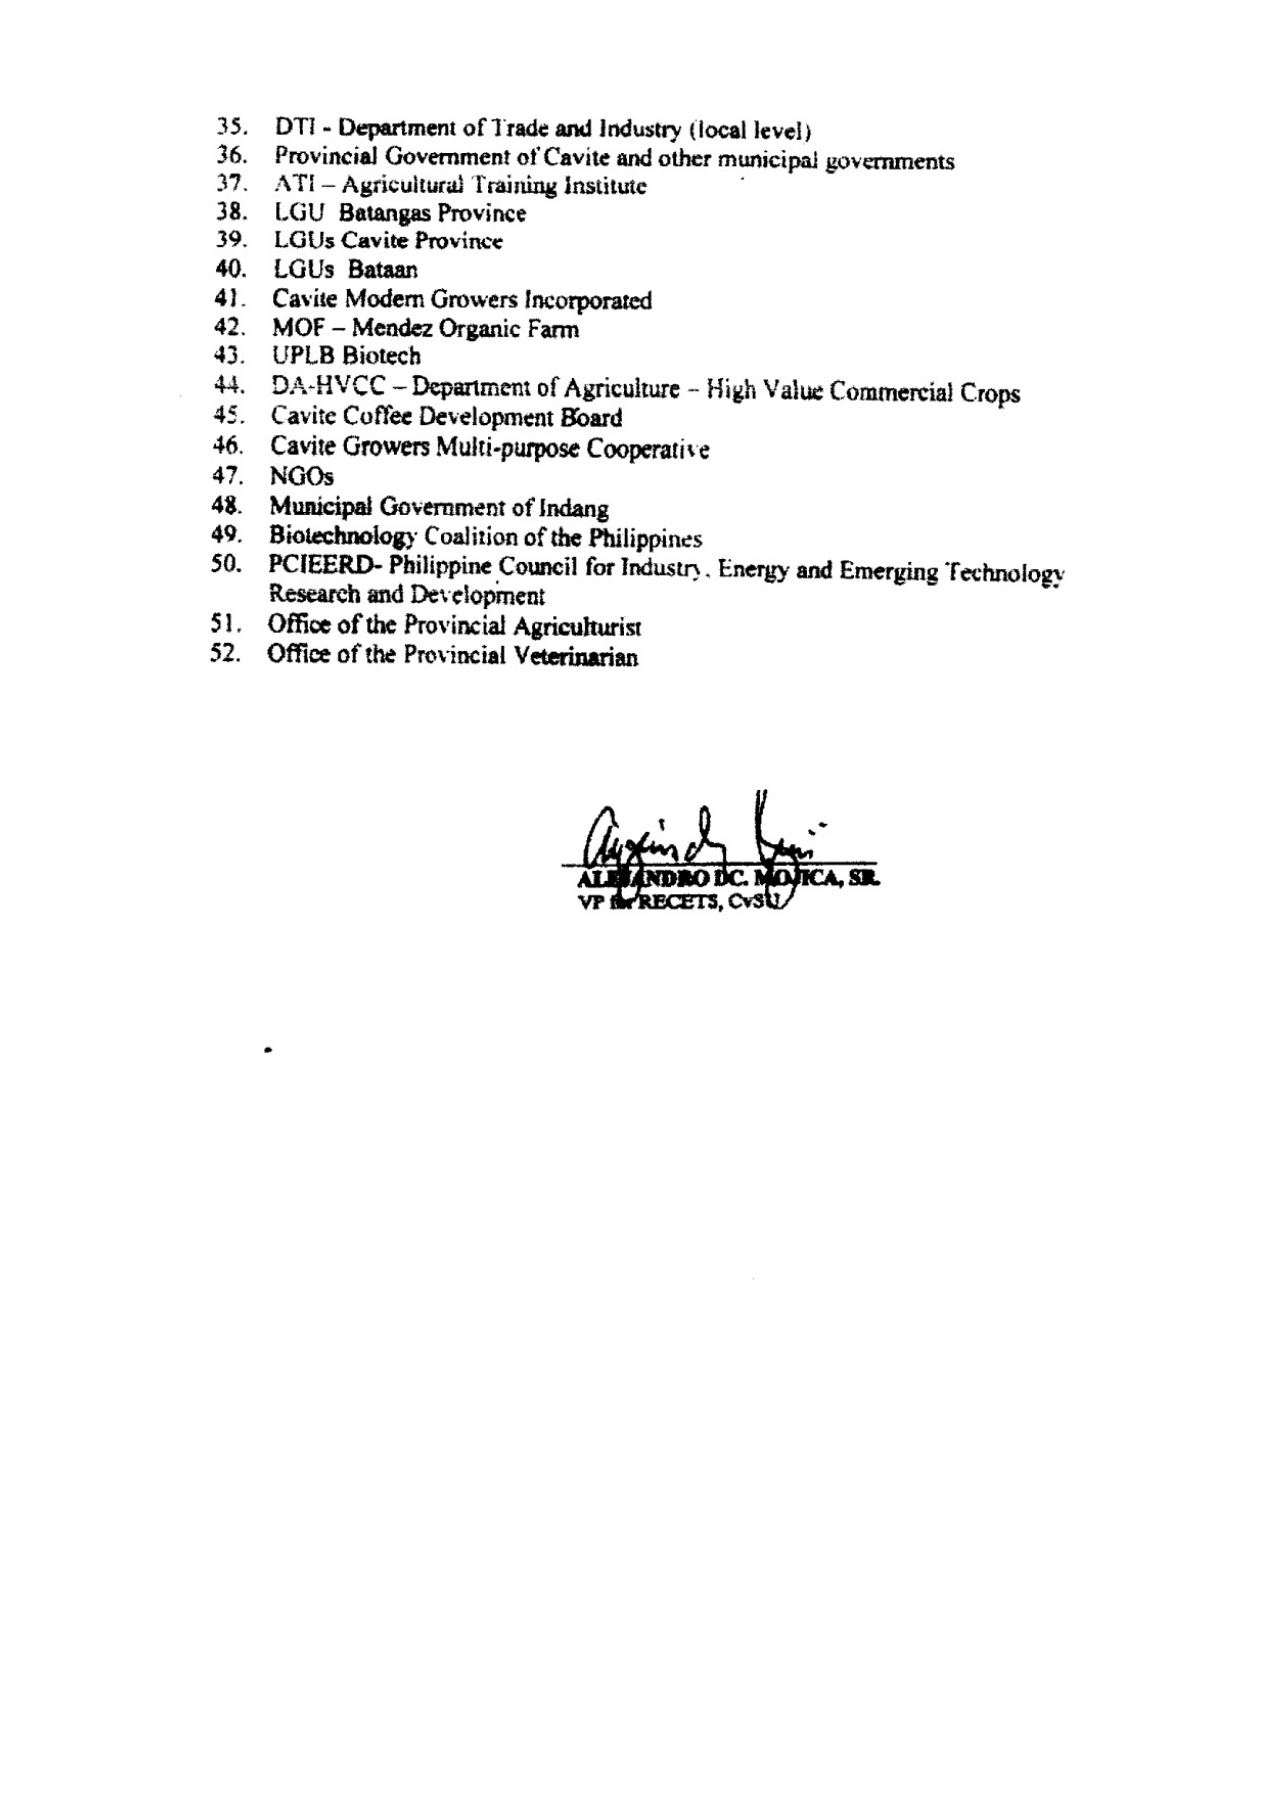 35. DTI - Department of Trade and Industry (local level)
36. Provincial Government of Cavite and other municipal governments
37. ATI – Agricultural Training Institute
38. LGU Batangas Province
39. LGUs Cavite Province
40. LGUs Bataan
41. Cavite Modern Growers Incorporated
42. MOF – Mendez Organic Farm
43. UPLB Biotech
44. DA-HVCC – Department of Agriculture – High Value Commercial Crops
45. Cavite Coffee Development Board
46. Cavite Growers Multi-purpose Cooperative
47. NGOs
48. Municipal Government of Indang
49. Biotechnology Coalition of the Philippines
50. PCIEERD- Philippine Council for Industry, Energy and Emerging Technology
Research and Development
51. Office of the Provincial Agriculturist
52. Office of the Provincial Veterinarian
ALEJANDRO DC. MOJICA, SR.
VP for RECETS, CvSU